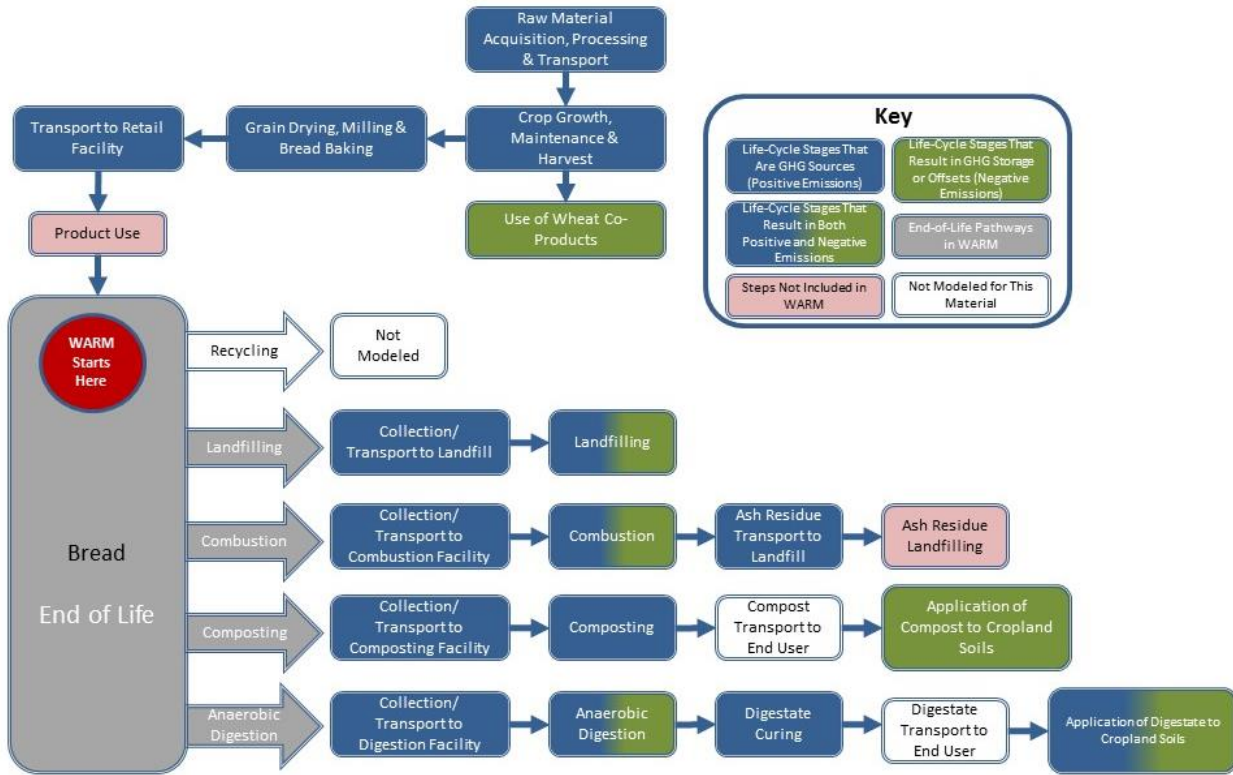 Raw Material
Acquisition, Processing
& Transport
Transport to Retail
Facility
Grain Drying, Milling &
Bread Baking
Crop Growth,
Maintenance &
Harvest
Product Use
Use of Wheat Co-
Products
Key
Life-Cycle Stages That
Are GHG Sources
(Positive Emissions)
Life-Cycle Stages That
Result in GHG Storage
or Offsets (Negative
Emissions)
Life-Cycle Stages That
Result in Both
Positive and Negative
Emissions
End-of-Life Pathways
in WARM
Steps Not Included in
WARM
Not Modeled for This
Material
WARM
Starts
Here
Bread
End of Life
Recycling
Not
Modeled
Landfilling
Collection/
Transport to Landfill
Landfilling
Combustion
Collection/
Transport to
Combustion Facility
Combustion
Ash Residue
Transport to
Landfill
Ash Residue
Landfilling
Composting
Collection/
Transport to
Composting Facility
Composting
Compost
Transport to
End User
Application of
Compost to Cropland
Soils
Anaerobic
Digestion
Collection/
Transport to
Digestion Facility
Anaerobic
Digestion
Digestate
Curing
Digestate
Transport to
End User
Application of Digestate to
Cropland Soils